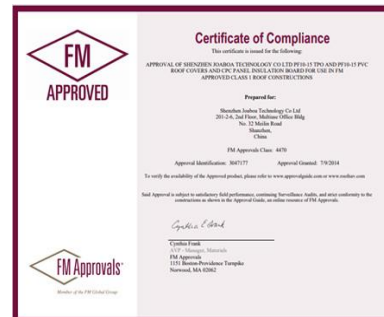 FM
APPROVED
Certificate of Compliance
This certificate is issued for the following:
APPROVAL OF SHENZHEN JOABOA TECHNOLOGY CO LTD PF10-15 TPO AND PF10-15 PVC
ROOF COVERS AND CPC PANEL INSULATION BOARD FOR USE IN FM
APPROVED CLASS 1 ROOF CONSTRUCTIONS
Prepared for:
Shenzhen Joaboa Technology Co Ltd
201-2-6, 2nd Floor, Multiuse Office Bldg
No. 32 Meilin Road
Shenzhen,
China
FM Approvals Class: 4470
Approval Identification: 3047177 Approval Granted: 7/9/2014
To verify the availability of the Approved product, please refer to www.approvalguide.com or www.roofnav.com
Said Approval is subject to satisfactory field performance, continuing Surveillance Audits, and strict conformity to the
constructions as shown in the Approval Guide, an online resource of FM Approvals.
Cynthia Frank
Cynthia Frank
AVP - Manager, Materials
FM Approvals
1151 Boston-Providence Turnpike
Norwood, MA 02062
FM Approvals
Member of the FM Global Group